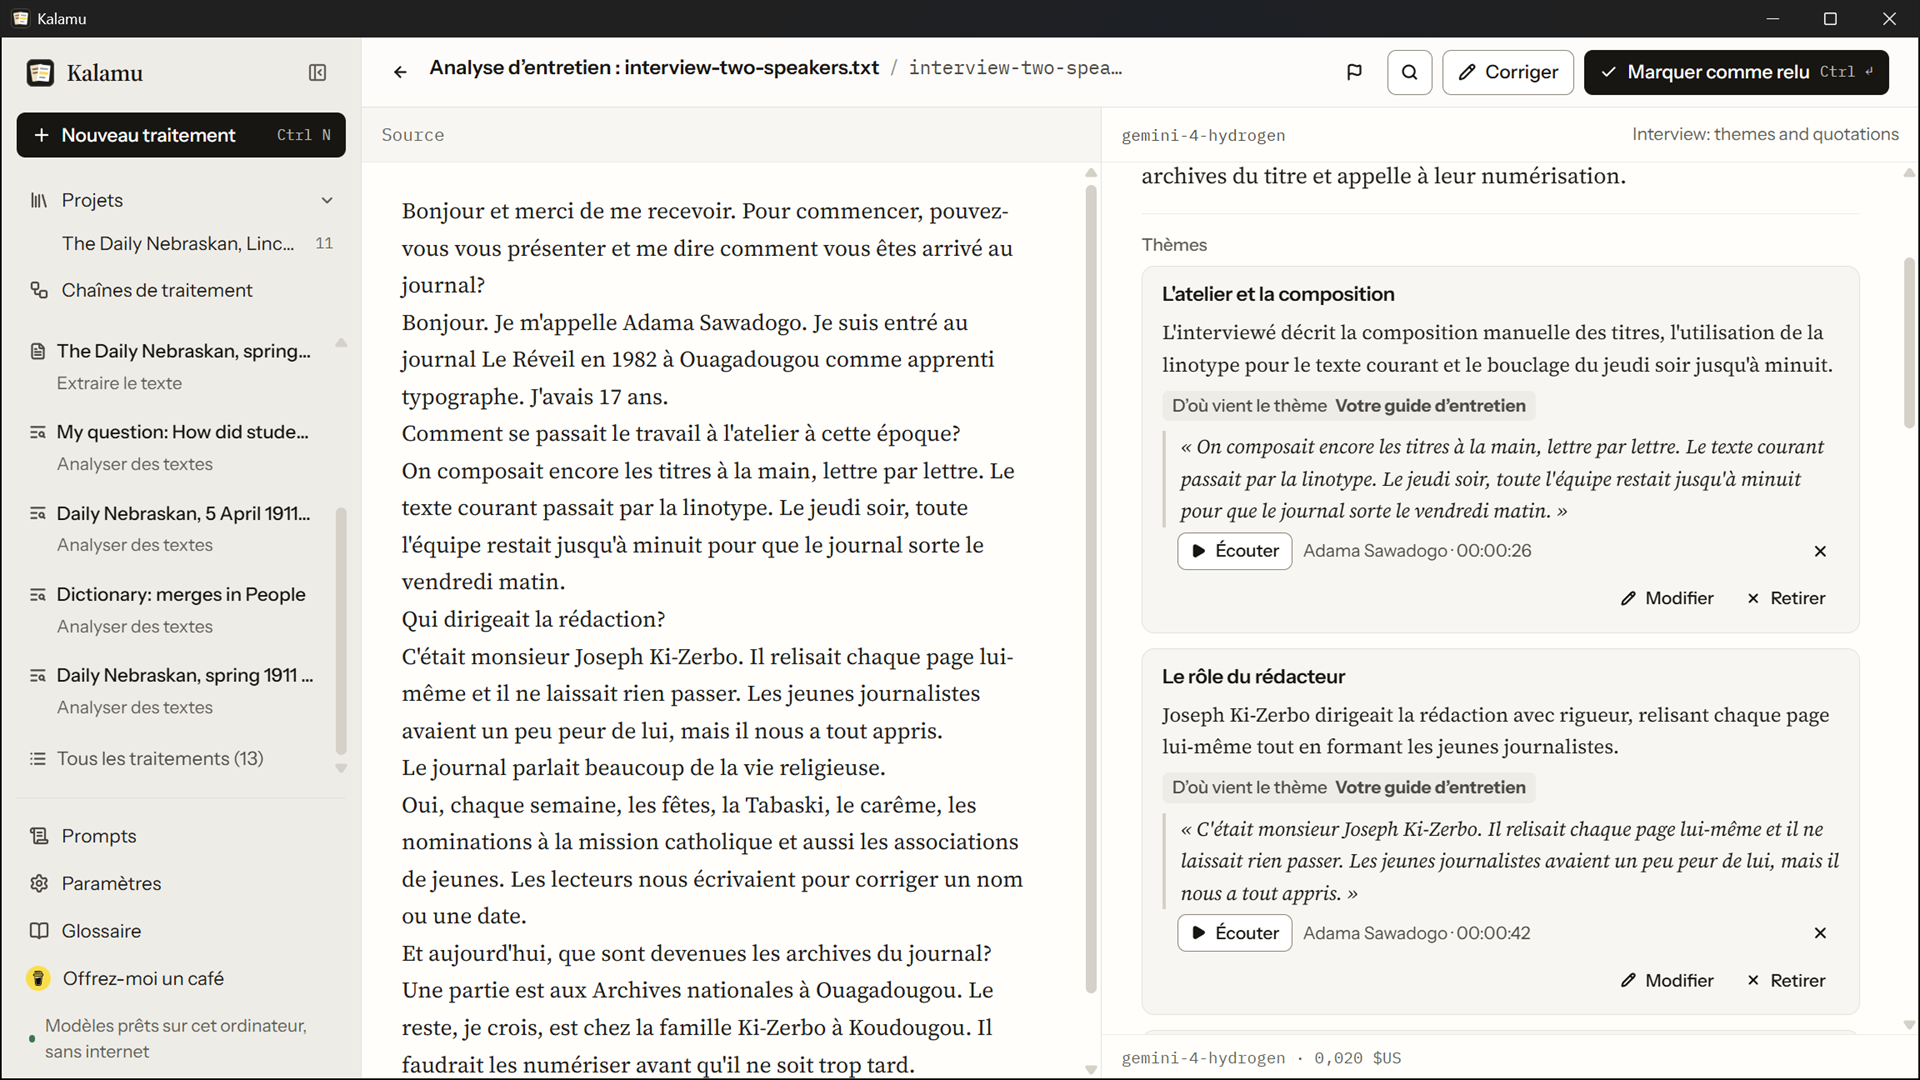 Kalamu
Kalamu
Nouveau traitement Ctrl N
Projets
The Daily Nebraskan, Linc... 11
Chaînes de traitement
The Daily Nebraskan, spring...
Extraire le texte
My question: How did stude...
Analyser des textes
Daily Nebraskan, 5 April 1911...
Analyser des textes
Dictionary: merges in People
Analyser des textes
Daily Nebraskan, spring 1911 ...
Analyser des textes
Tous les traitements (13)
Prompts
Paramètres
Glossaire
Offrez-moi un café
Modèles prêts sur cet ordinateur,
sans internet
Analyse d’entretien : interview-two-speakers.txt / interview-two-spea…
Corriger
Marquer comme relu Ctrl ↵
Source
Bonjour et merci de me recevoir. Pour commencer, pouvez-
vous vous présenter et me dire comment vous êtes arrivé au
journal?
Bonjour. Je m'appelle Adama Sawadogo. Je suis entré au
journal Le Réveil en 1982 à Ouagadougou comme apprenti
typographe. J'avais 17 ans.
Comment se passait le travail à l'atelier à cette époque?
On composait encore les titres à la main, lettre par lettre. Le
texte courant passait par la linotype. Le jeudi soir, toute
l'équipe restait jusqu'à minuit pour que le journal sorte le
vendredi matin.
Qui dirigeait la rédaction?
C'était monsieur Joseph Ki-Zerbo. Il relisait chaque page lui-
même et il ne laissait rien passer. Les jeunes journalistes
avaient un peu peur de lui, mais il nous a tout appris.
Le journal parlait beaucoup de la vie religieuse.
Oui, chaque semaine, les fêtes, la Tabaski, le carême, les
nominations à la mission catholique et aussi les associations
de jeunes. Les lecteurs nous écrivaient pour corriger un nom
ou une date.
Et aujourd'hui, que sont devenues les archives du journal?
Une partie est aux Archives nationales à Ouagadougou. Le
reste, je crois, est chez la famille Ki-Zerbo à Koudougou. Il
faudrait les numériser avant qu'il ne soit trop tard.
gemini-4-hydrogen Interview: themes and quotations
archives du titre et appelle à leur numérisation.
Thèmes
L'atelier et la composition
L'interviewé décrit la composition manuelle des titres, l'utilisation de la
linotype pour le texte courant et le bouclage du jeudi soir jusqu'à minuit.
D’où vient le thème Votre guide d’entretien
« On composait encore les titres à la main, lettre par lettre. Le texte courant
passait par la linotype. Le jeudi soir, toute l'équipe restait jusqu'à minuit
pour que le journal sorte le vendredi matin. »
Écouter Adama Sawadogo · 00:00:26
Modifier Retirer
Le rôle du rédacteur
Joseph Ki-Zerbo dirigeait la rédaction avec rigueur, relisant chaque page
lui-même tout en formant les jeunes journalistes.
D’où vient le thème Votre guide d’entretien
« C'était monsieur Joseph Ki-Zerbo. Il relisait chaque page lui-même et il ne
laissait rien passer. Les jeunes journalistes avaient un peu peur de lui, mais il
nous a tout appris. »
Écouter Adama Sawadogo · 00:00:42
Modifier Retirer
gemini-4-hydrogen · 0,020 $US